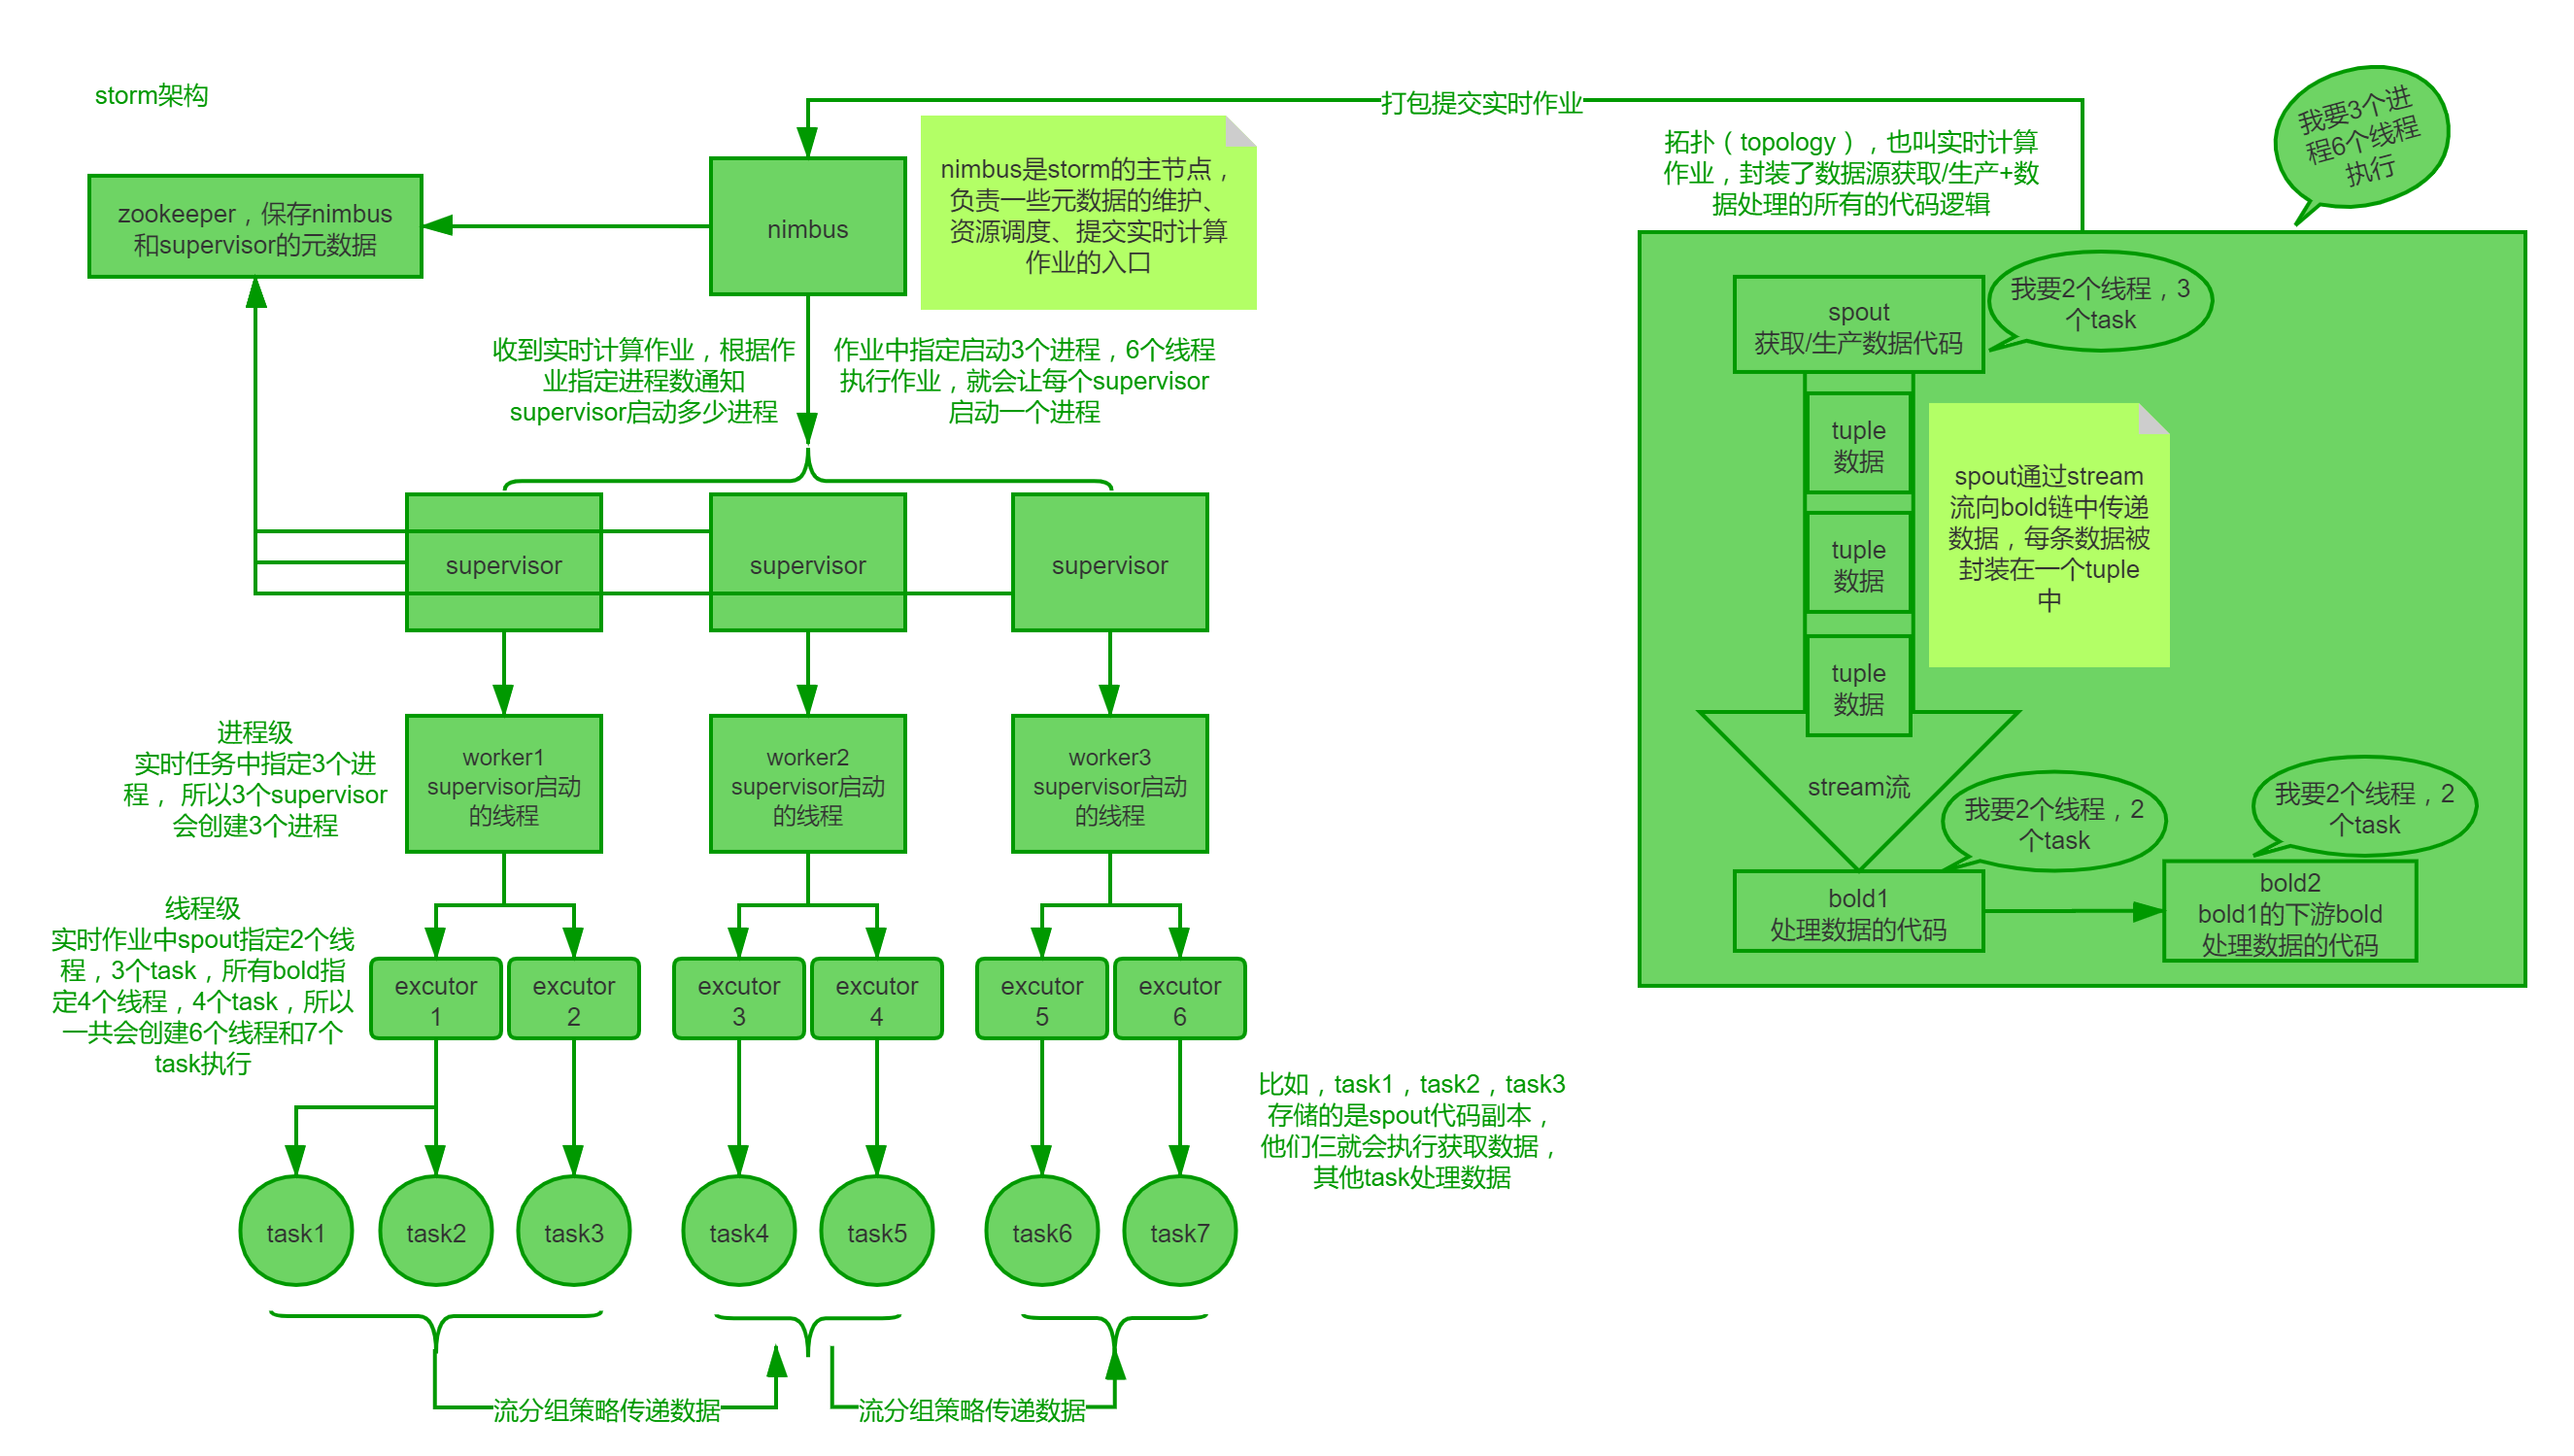 storm架构
打包提交实时作业
我要3个进
程6个线程
执行
拓扑（topology），也叫实时计算
作业，封装了数据源获取/生产+数
据处理的所有的代码逻辑
zookeeper，保存nimbus
和supervisor的元数据
nimbus
nimbus是storm的主节点，
负责一些元数据的维护、
资源调度、提交实时计算
作业的入口
收到实时计算作业，根据作
业指定进程数通知
supervisor启动多少进程
作业中指定启动3个进程，6个线程
执行作业，就会让每个supervisor
启动一个进程
supervisor
supervisor
supervisor
进程级
实时任务中指定3个进
程， 所以3个supervisor
会创建3个进程
worker1
supervisor启动
的线程
worker2
supervisor启动
的线程
worker3
supervisor启动
的线程
线程级
实时作业中spout指定2个线
程，3个task，所有bold指
定4个线程，4个task，所以
一共会创建6个线程和7个
task执行
excutor
1
excutor
2
excutor
3
excutor
4
excutor
5
excutor
6
比如，task1，task2，task3
存储的是spout代码副本，
他们仨就会执行获取数据，
其他task处理数据
task1
task2
task3
task4
task5
task6
task7
流分组策略传递数据
流分组策略传递数据
spout
获取/生产数据代码
我要2个线程，3
个task
tuple
数据
tuple
数据
tuple
数据
spout通过stream
流向bold链中传递
数据，每条数据被
封装在一个tuple
中
stream流
我要2个线程，2
个task
我要2个线程，2
个task
bold1
处理数据的代码
bold2
bold1的下游bold
处理数据的代码